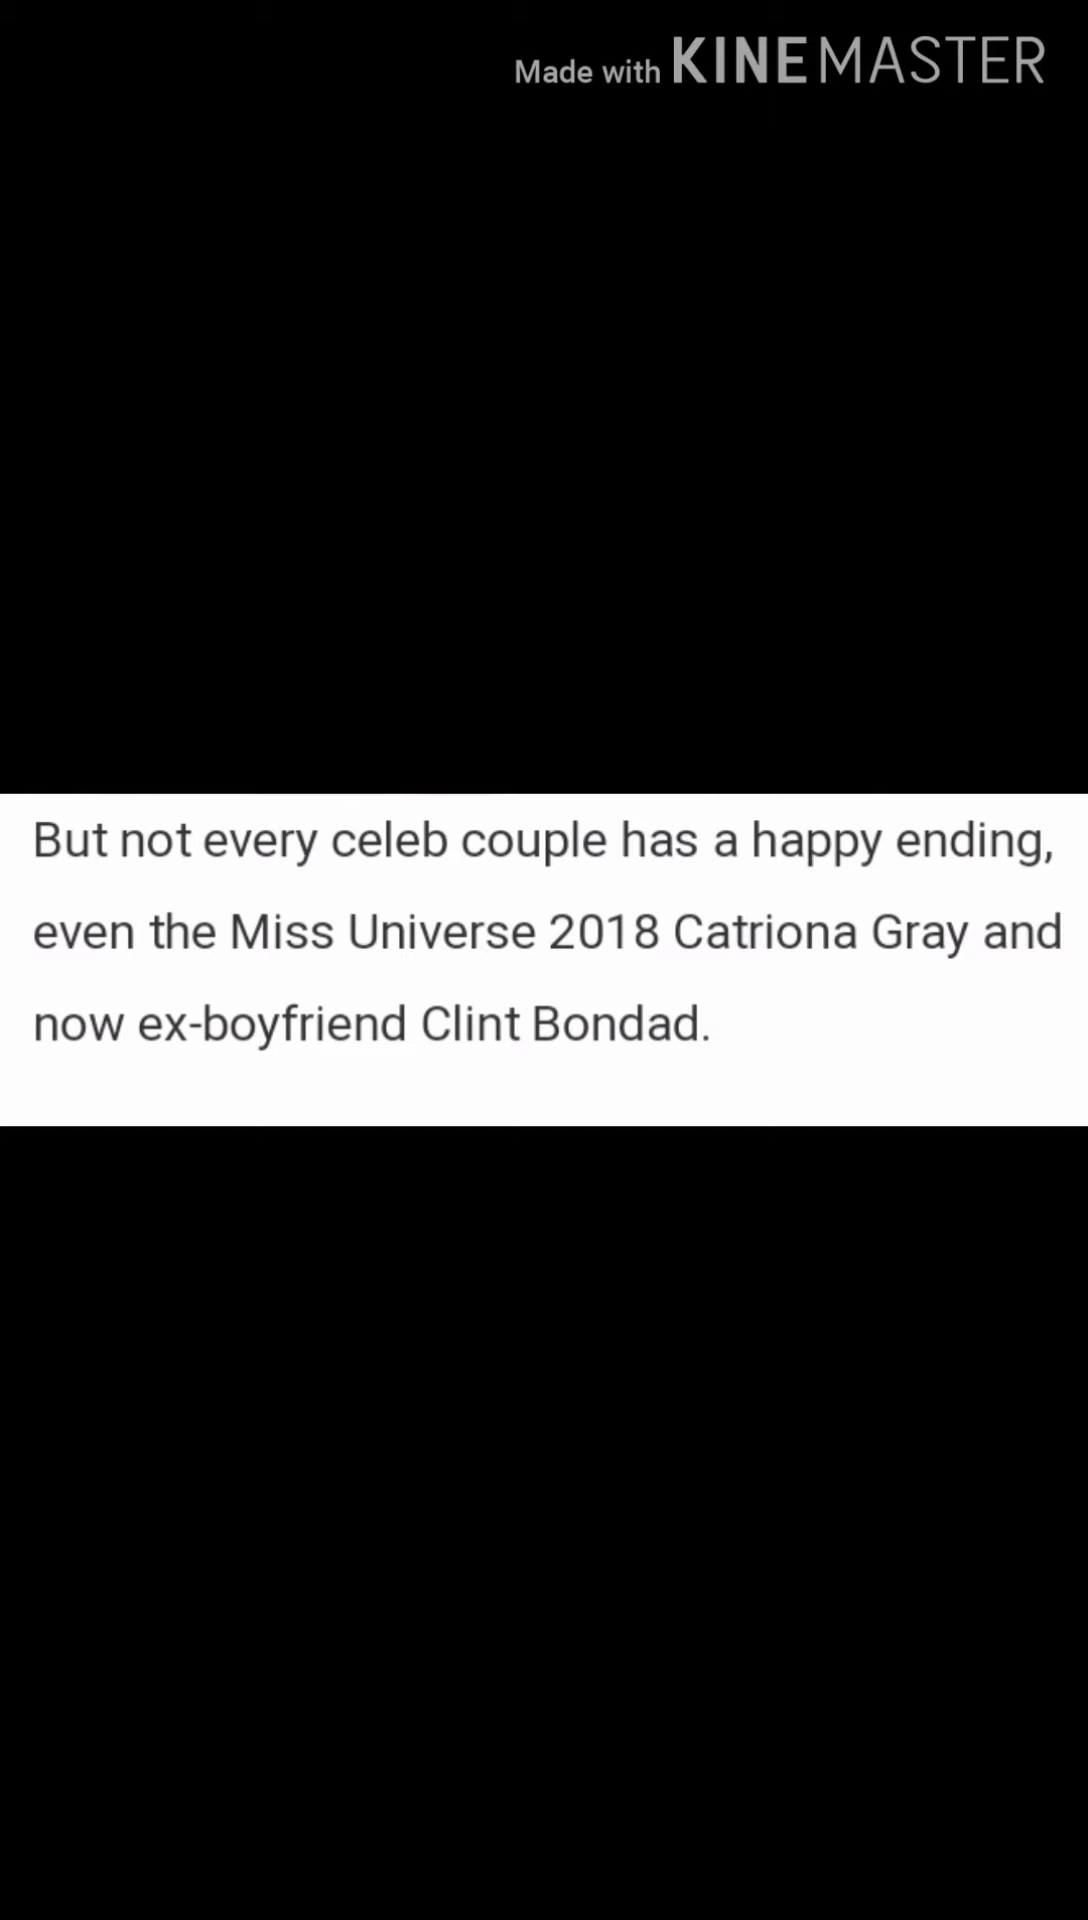 Made with KINEMASTER
But not every celeb couple has a happy ending,
even the Miss Universe 2018 Catriona Gray and
now ex-boyfriend Clint Bondad.